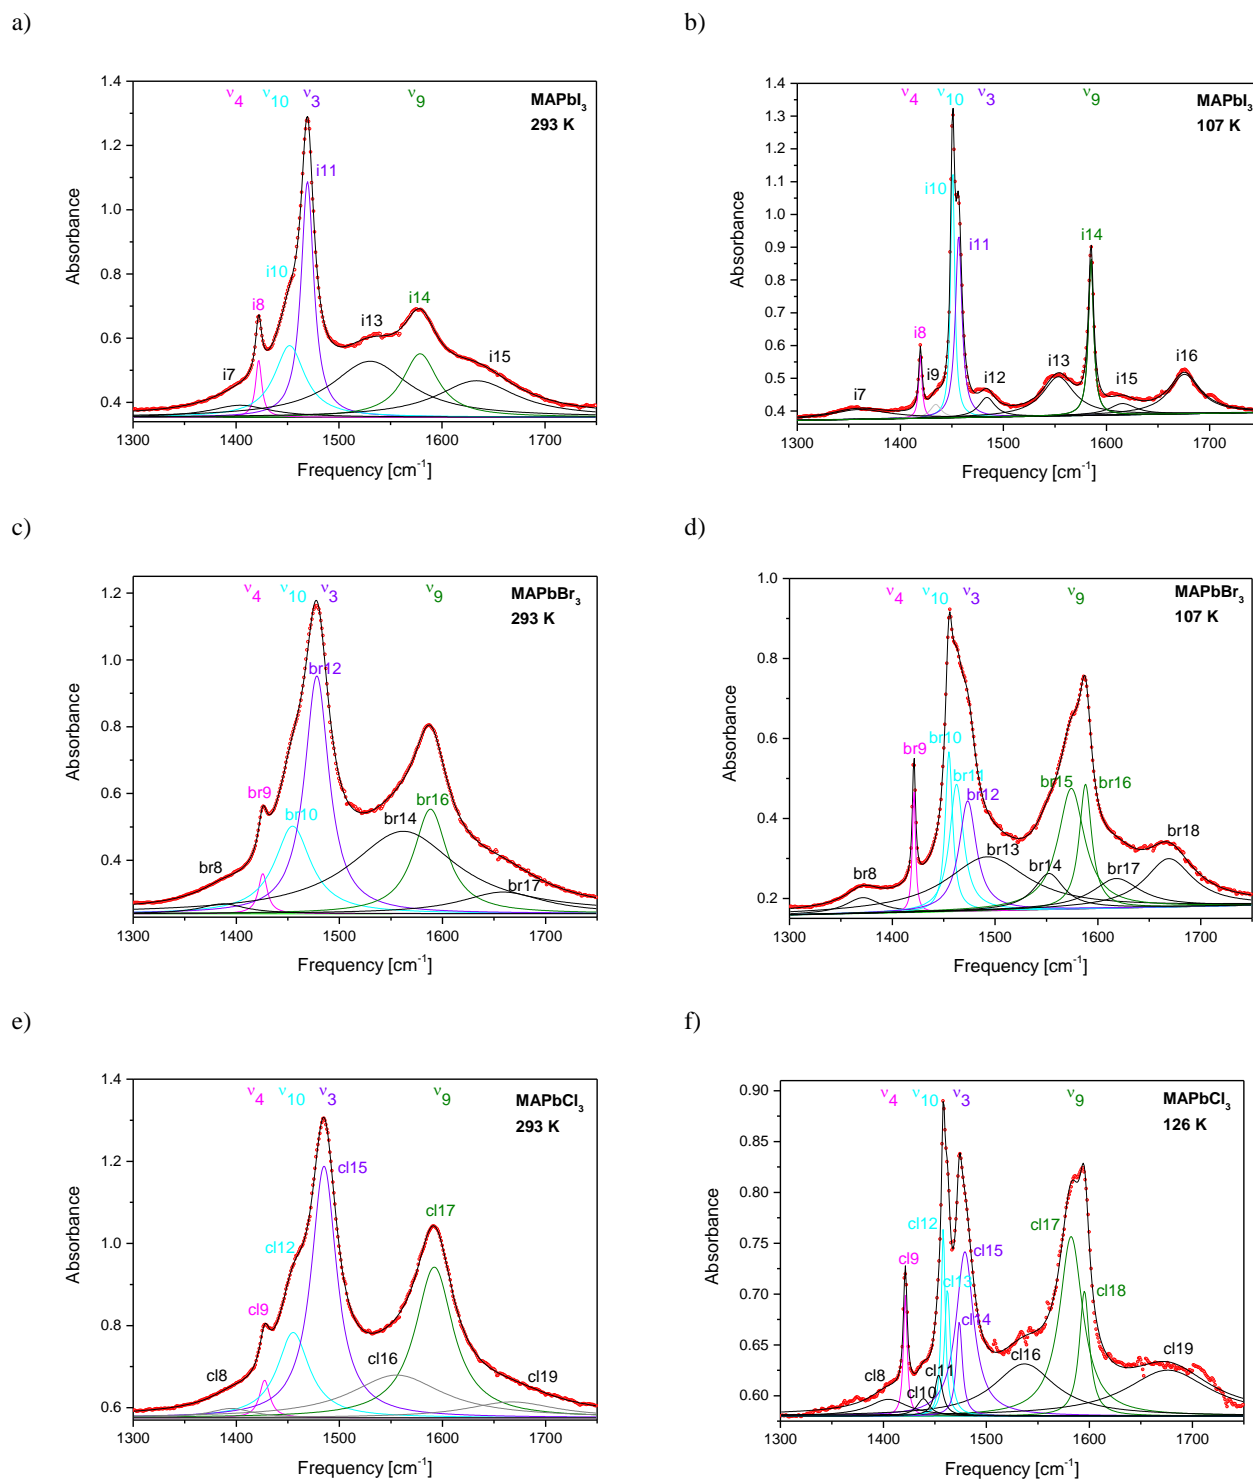 a)
ν4 ν10 ν3 ν9
MAPbI3
293 K
i7
i8
i10
i11
i13
i14
i15
Absorbance
1.4
1.2
1.0
0.8
0.6
0.4
1300 1400 1500 1600 1700
Frequency [cm-1]
b)
ν4 ν10 ν3 ν9
MAPbI3
107 K
i7
i8
i9
i10
i11
i12
i13
i14
i15
i16
Absorbance
1.4
1.3
1.2
1.1
1.0
0.9
0.8
0.7
0.6
0.5
0.4
1300 1400 1500 1600 1700
Frequency [cm-1]
c)
ν4 ν10 ν3 ν9
MAPbBr3
293 K
br8
br9
br10
br12
br14
br16
br17
Absorbance
1.2
1.0
0.8
0.6
0.4
1300 1400 1500 1600 1700
Frequency [cm-1]
d)
ν4 ν10 ν3 ν9
MAPbBr3
107 K
br8
br9
br10
br11
br12
br13
br14
br15
br16
br17
br18
Absorbance
1.0
0.8
0.6
0.4
0.2
1300 1400 1500 1600 1700
Frequency [cm-1]
e)
ν4 ν10 ν3 ν9
MAPbCl3
293 K
cl8
cl9
cl12
cl15
cl16
cl17
cl19
Absorbance
1.4
1.2
1.0
0.8
0.6
1300 1400 1500 1600 1700
Frequency [cm-1]
f)
ν4 ν10 ν3 ν9
MAPbCl3
126 K
cl8
cl9
cl10
cl11
cl12
cl13
cl14
cl15
cl16
cl17
cl18
cl19
Absorbance
0.90
0.85
0.80
0.75
0.70
0.65
0.60
1300 1400 1500 1600 1700
Frequency [cm-1]